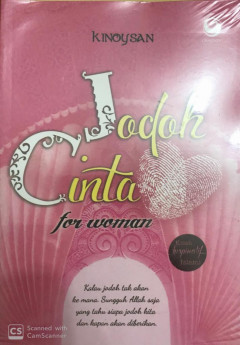 KINOYSAN
Jodoh
Cinta
for woman
Kalau jodoh tak akan
ke mana. Sungguh Allah saja
yang tahu siapa jodoh kita
dan kapan akan diberikan.
CS
Scanned with
CamScanner